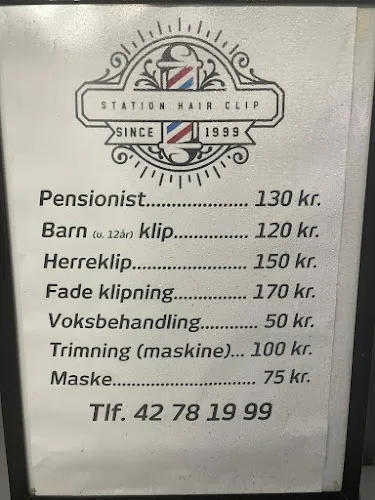 STATION HAIR CLIP
SINCE 1999
Pensionist..................... 130 kr.
Barn (u. 12år) klip............... 120 kr.
Herreklip....................... 150 kr.
Fade klipning............... 170 kr.
Voksbehandling............ 50 kr.
Trimning (maskine)... 100 kr.
Maske............................. 75 kr.
Tlf. 42 78 19 99